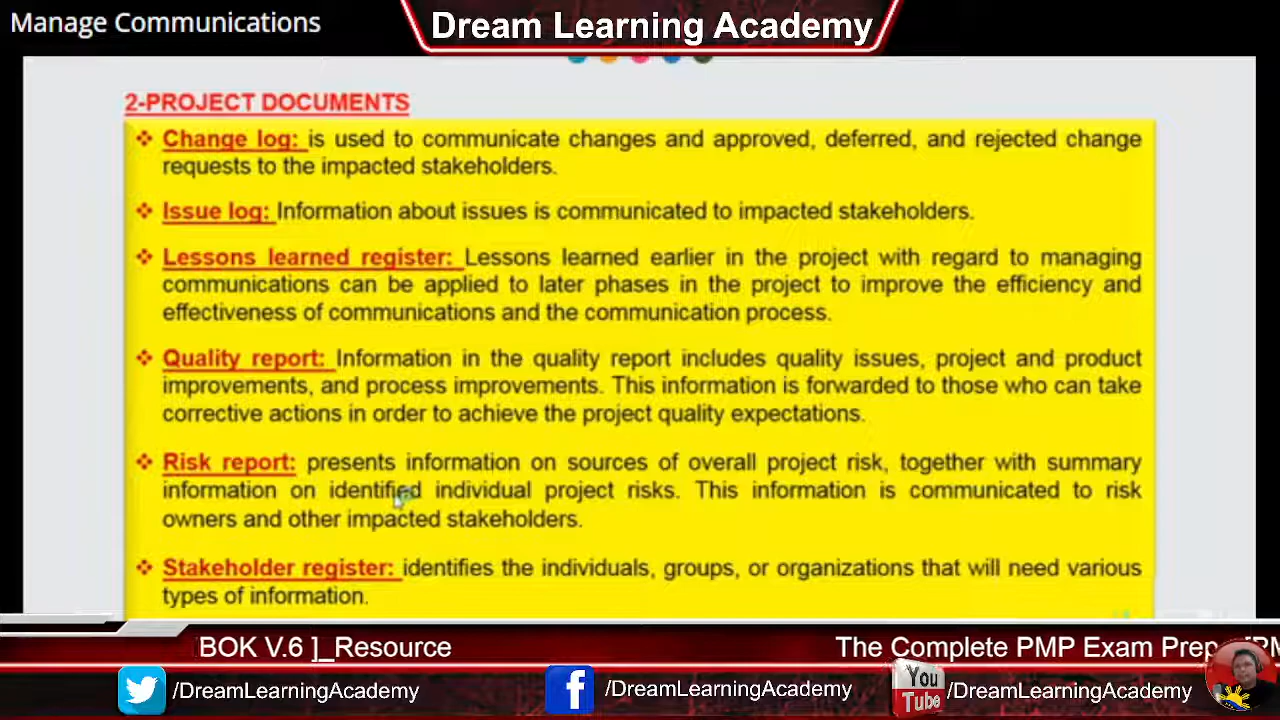 Manage Communications
Dream Learning Academy
2-PROJECT DOCUMENTS
❖ Change log: is used to communicate changes and approved, deferred, and rejected change
requests to the impacted stakeholders.
❖ Issue log: Information about issues is communicated to impacted stakeholders.
❖ Lessons learned register: Lessons learned earlier in the project with regard to managing
communications can be applied to later phases in the project to improve the efficiency and
effectiveness of communications and the communication process.
❖ Quality report: Information in the quality report includes quality issues, project and product
improvements, and process improvements. This information is forwarded to those who can take
corrective actions in order to achieve the project quality expectations.
❖ Risk report: presents information on sources of overall project risk, together with summary
information on identified individual project risks. This information is communicated to risk
owners and other impacted stakeholders.
❖ Stakeholder register: identifies the individuals, groups, or organizations that will need various
types of information.
BOK V.6 ]_Resource
The Complete PMP Exam Prep
/DreamLearningAcademy
/DreamLearningAcademy
You
Tube
/DreamLearningAcademy